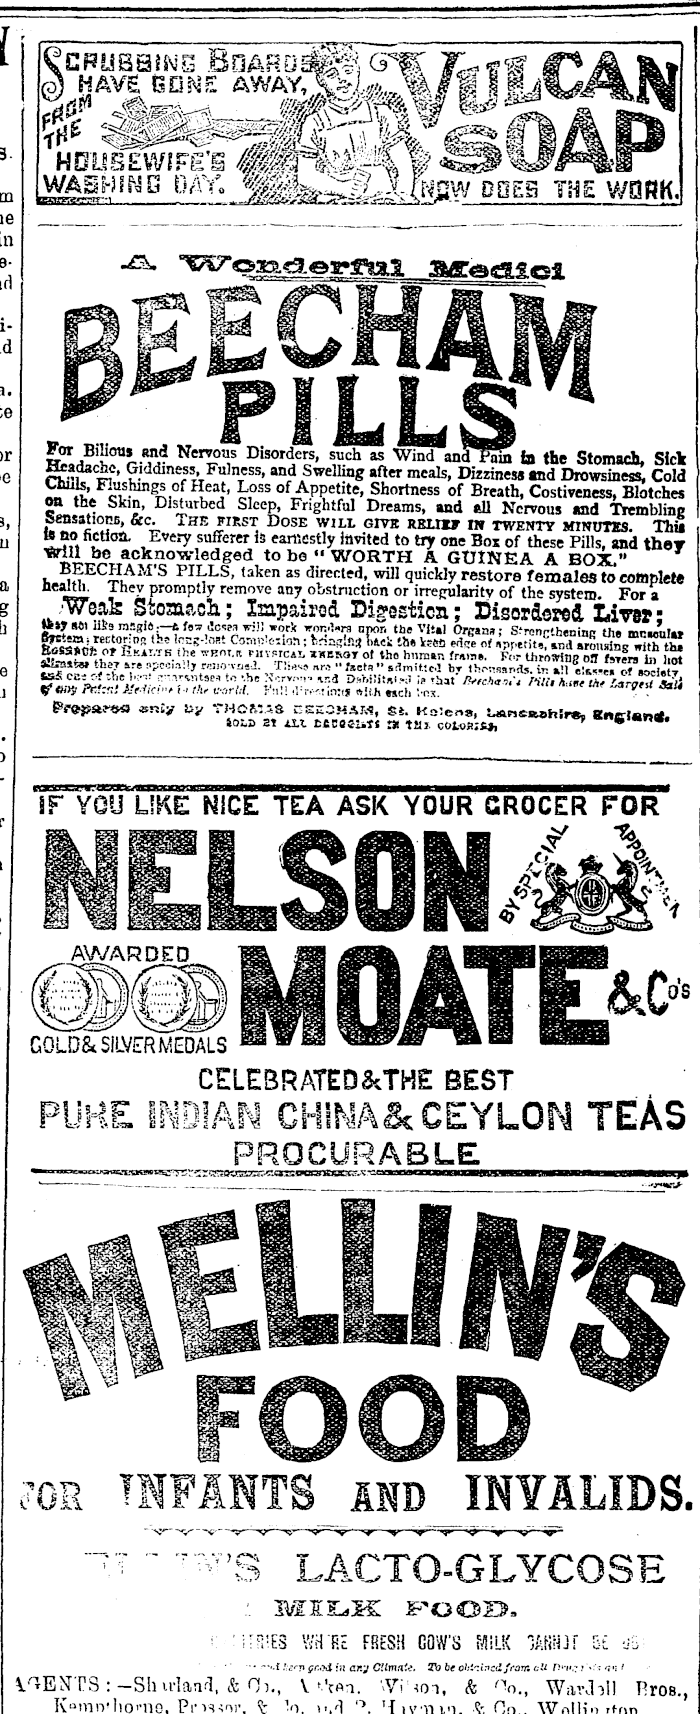 SCRUBBING BOARDS
HAVE GONE AWAY,
FROM
THE
HOUSEWIFE'S
WASHING DAY.
VULCAN
SOAP
NOW DOES THE WORK.
A Wonderful Medici
BEECHAM
PILLS
For Bilious and Nervous Disorders, such as Wind and Pain in the Stomach, Sick
Headache, Giddiness, Fulness, and Swelling after meals, Dizziness and Drowsiness, Cold
Chills, Flushings of Heat, Loss of Appetite, Shortness of Breath, Costiveness, Blotches
on the Skin, Disturbed Sleep, Frightful Dreams, and all Nervous and Trembling
Sensations, &c. THE FIRST DOSE WILL GIVE RELIEF IN TWENTY MINUTES. This
is no fiction. Every sufferer is earnestly invited to try one Box of these Pills, and they
will be acknowledged to be "WORTH A GUINEA A BOX."
BEECHAM'S PILLS, taken as directed, will quickly restore females to complete
health. They promptly remove any obstruction or irregularity of the system. For a
Weak Stomach; Impaired Digestion; Disordered Liver;
they act like magic:—a few doses will work wonders upon the Vital Organs; Strengthening the muscular
System; restoring the long-lost Complexion; bringing back the keen edge of appetite, and arousing with the
ROSEBUD OF HEALTH the WHOLE PHYSICAL ENERGY of the human frame. For throwing off fevers in hot
climates they are specially renowned. These are "facts" admitted by thousands, in all classes of society,
and one of the best guarantees to the Nervous and Debilitated is that Beecham's Pills have the Largest Sale
of any Patent Medicine in the world. Full directions with each box.
Prepared only by THOMAS BEECHAM, St. Helens, Lancashire, England.
SOLD BY ALL DRUGGISTS IN THE COLONIES,
IF YOU LIKE NICE TEA ASK YOUR GROCER FOR
NELSON
BY SPECIAL APPOINTMEN
AWARDED
GOLD & SILVER MEDALS
MOATE & Co's
CELEBRATED & THE BEST
PURE INDIAN CHINA & CEYLON TEAS
PROCURABLE
MELLIN'S
FOOD
FOR INFANTS AND INVALIDS.
LACTO-GLYCOSE
MILK FOOD.
WHERE FRESH COW'S MILK CANNOT BE
keep good in any Climate. To be obtained from all
AGENTS:—Sharland, & Co., Aitken, Wilson, & Co., Wardell Bros.,
Kempthorne, Prosser, & Co. and P. Hayman, & Co., Wellington